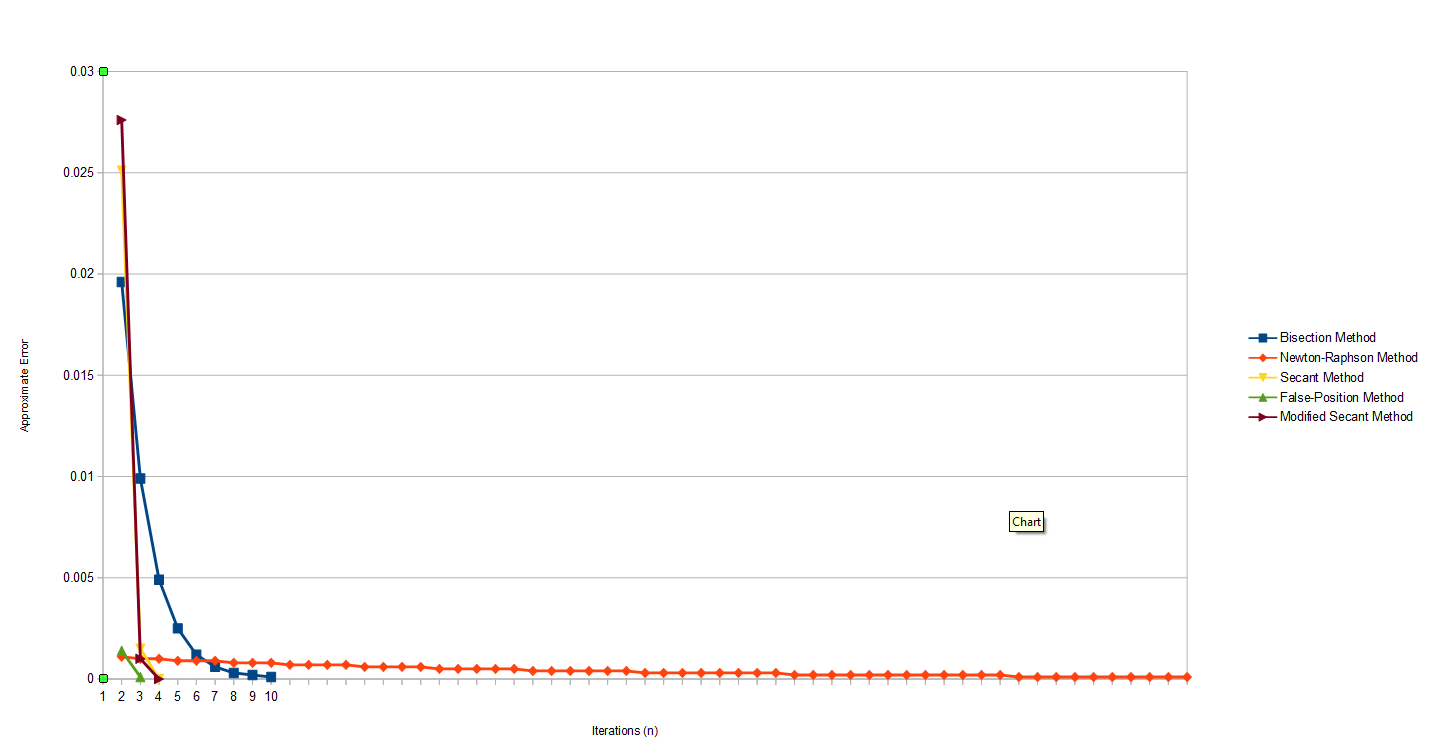 0.03
0.025
0.02
0.015
0.01
0.005
0
1 2 3 4 5 6 7 8 9 10
Approximate Error
Iterations (n)
Chart
Bisection Method
Newton-Raphson Method
Secant Method
False-Position Method
Modified Secant Method